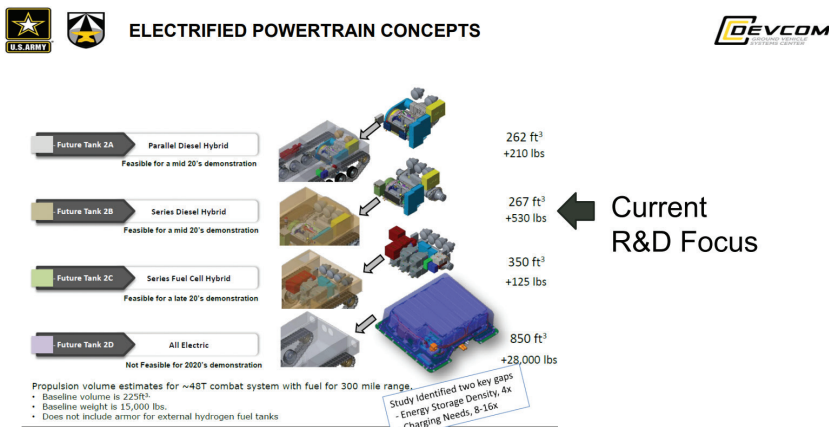 U.S.ARMY
ELECTRIFIED POWERTRAIN CONCEPTS
DEVCOM
GROUND VEHICLE
SYSTEMS CENTER
Future Tank 2A
Parallel Diesel Hybrid
Feasible for a mid 20's demonstration
262 ft³
+210 lbs
Future Tank 2B
Series Diesel Hybrid
Feasible for a mid 20's demonstration
267 ft³
+530 lbs
Current
R&D Focus
Future Tank 2C
Series Fuel Cell Hybrid
Feasible for a late 20's demonstration
350 ft³
+125 lbs
Future Tank 2D
All Electric
Not Feasible for 2020's demonstration
850 ft³
+28,000 lbs
Propulsion volume estimates for ~48T combat system with fuel for 300 mile range.
• Baseline volume is 225ft³.
• Baseline weight is 15,000 lbs.
• Does not include armor for external hydrogen fuel tanks
Study Identified two key gaps
- Energy Storage Density, 4x
- Charging Needs, 8-16x